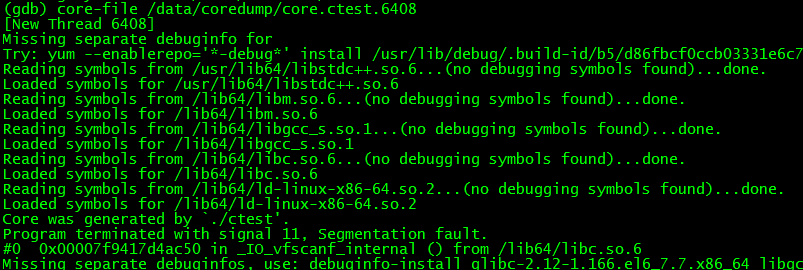 (gdb) core-file /data/coredump/core.ctest.6408
[New Thread 6408]
Missing separate debuginfo for
Try: yum --enablerepo='*-debug*' install /usr/lib/debug/.build-id/b5/d86fbcf0ccb03331e6c7
Reading symbols from /usr/lib64/libstdc++.so.6...(no debugging symbols found)...done.
Loaded symbols for /usr/lib64/libstdc++.so.6
Reading symbols from /lib64/libm.so.6...(no debugging symbols found)...done.
Loaded symbols for /lib64/libm.so.6
Reading symbols from /lib64/libgcc_s.so.1...(no debugging symbols found)...done.
Loaded symbols for /lib64/libgcc_s.so.1
Reading symbols from /lib64/libc.so.6...(no debugging symbols found)...done.
Loaded symbols for /lib64/libc.so.6
Reading symbols from /lib64/ld-linux-x86-64.so.2...(no debugging symbols found)...done.
Loaded symbols for /lib64/ld-linux-x86-64.so.2
Core was generated by `./ctest'.
Program terminated with signal 11, Segmentation fault.
#0  0x00007f9417d4ac50 in _IO_vfscanf_internal () from /lib64/libc.so.6
Missing separate debuginfos, use: debuginfo-install glibc-2.12-1.166.el6_7.7.x86_64 libgc